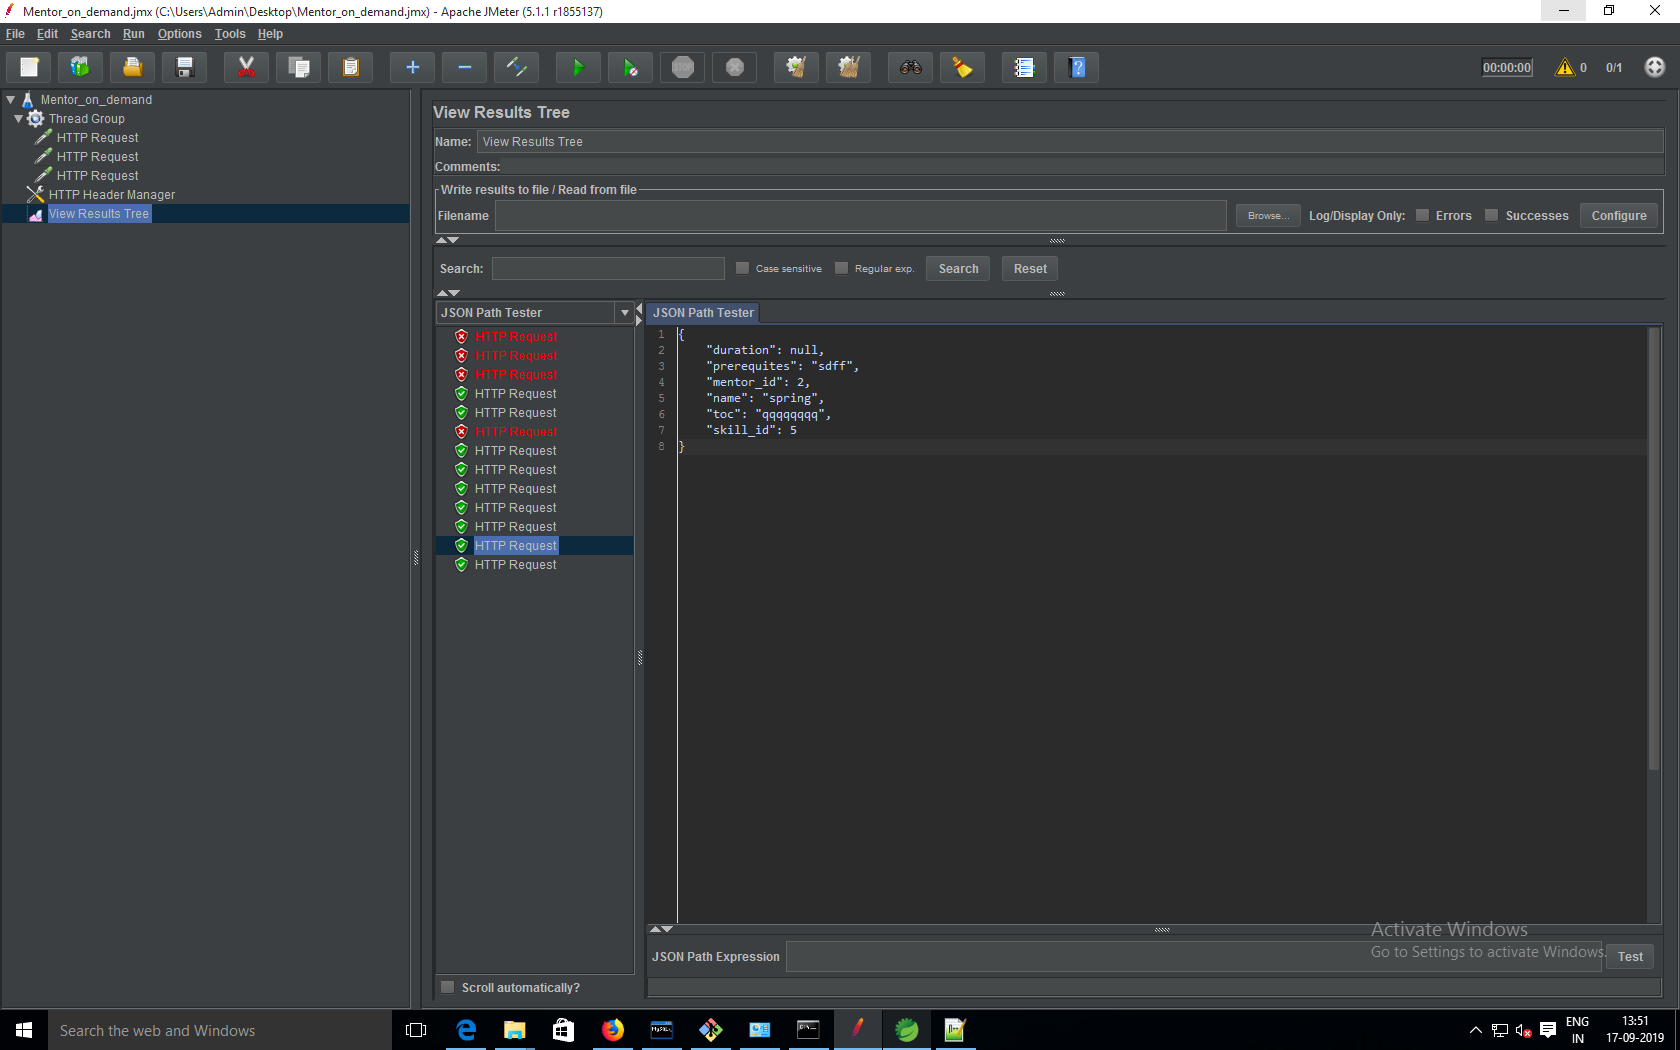 Mentor_on_demand.jmx (C:\Users\Admin\Desktop\Mentor_on_demand.jmx) - Apache JMeter (5.1.1 r1855137)
File Edit Search Run Options Tools Help
STOP
00:00:00 0 0/1
Mentor_on_demand
Thread Group
HTTP Request
HTTP Request
HTTP Request
HTTP Header Manager
View Results Tree
View Results Tree
Name: View Results Tree
Comments:
Write results to file / Read from file
Filename Browse... Log/Display Only: Errors Successes Configure
Search: Case sensitive Regular exp. Search Reset
JSON Path Tester
HTTP Request
HTTP Request
HTTP Request
HTTP Request
HTTP Request
HTTP Request
HTTP Request
HTTP Request
HTTP Request
HTTP Request
HTTP Request
HTTP Request
HTTP Request
Scroll automatically?
JSON Path Tester
1 {
2 "duration": null,
3 "prerequites": "sdff",
4 "mentor_id": 2,
5 "name": "spring",
6 "toc": "qqqqqqqq",
7 "skill_id": 5
8 }
JSON Path Expression Test
Activate Windows
Go to Settings to activate Windows.
Search the web and Windows
ENG
IN
13:51
17-09-2019